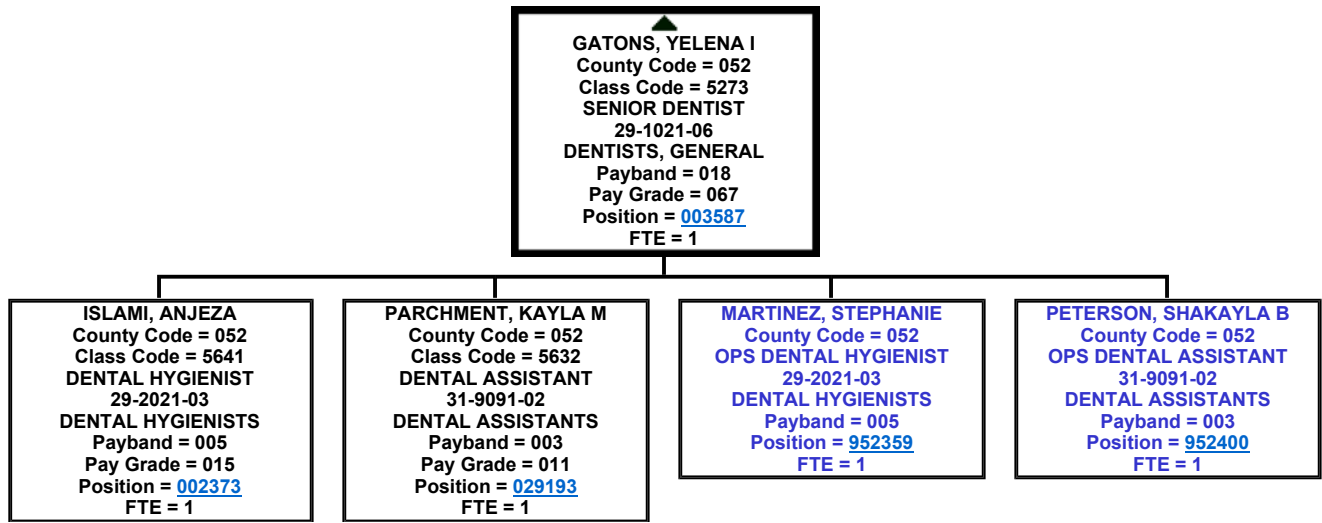 GATONS, YELENA I
County Code = 052
Class Code = 5273
SENIOR DENTIST
29-1021-06
DENTISTS, GENERAL
Payband = 018
Pay Grade = 067
Position = 003587
FTE = 1
ISLAMI, ANJEZA
County Code = 052
Class Code = 5641
DENTAL HYGIENIST
29-2021-03
DENTAL HYGIENISTS
Payband = 005
Pay Grade = 015
Position = 002373
FTE = 1
PARCHMENT, KAYLA M
County Code = 052
Class Code = 5632
DENTAL ASSISTANT
31-9091-02
DENTAL ASSISTANTS
Payband = 003
Pay Grade = 011
Position = 029193
FTE = 1
MARTINEZ, STEPHANIE
County Code = 052
OPS DENTAL HYGIENIST
29-2021-03
DENTAL HYGIENISTS
Payband = 005
Position = 952359
FTE = 1
PETERSON, SHAKAYLA B
County Code = 052
OPS DENTAL ASSISTANT
31-9091-02
DENTAL ASSISTANTS
Payband = 003
Position = 952400
FTE = 1